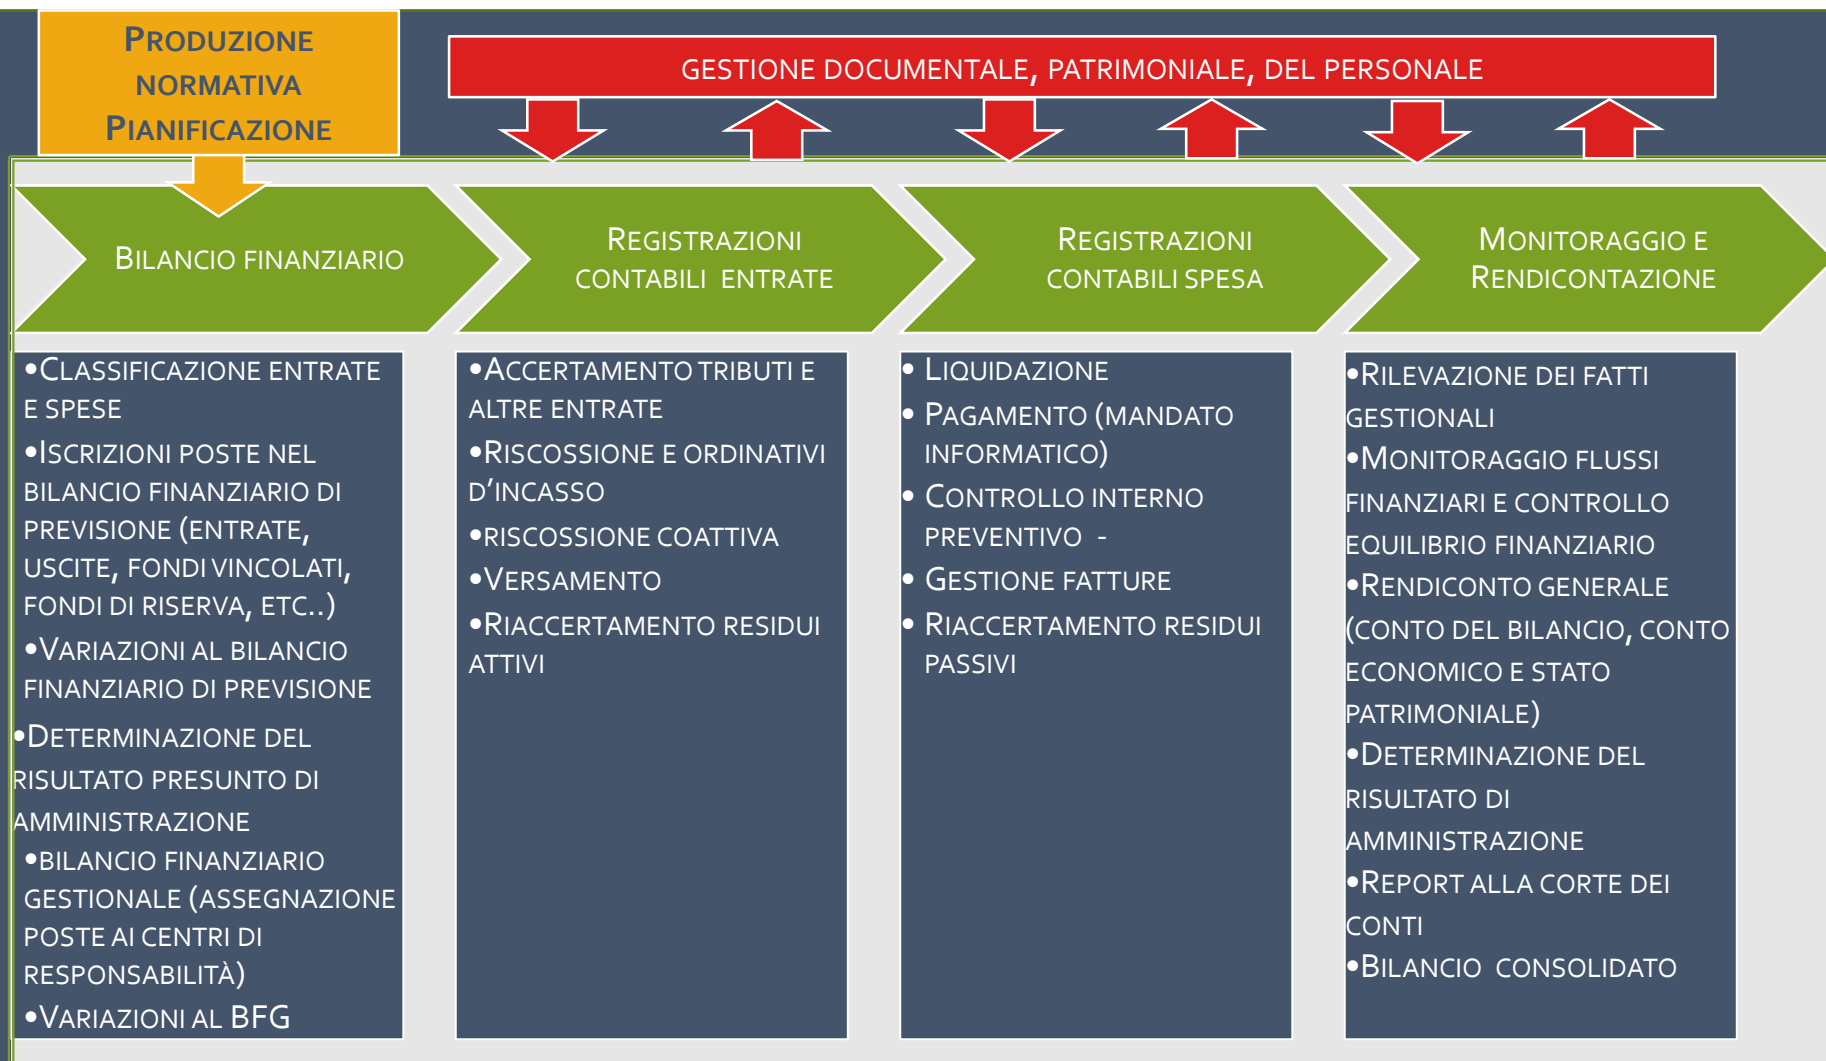 Produzione
normativa
Pianificazione
gestione documentale, patrimoniale, del personale
Bilancio finanziario
Registrazioni
contabili entrate
Registrazioni
contabili spesa
Monitoraggio e
Rendicontazione
•Classificazione entrate
e spese
•Iscrizioni poste nel
bilancio finanziario di
previsione (entrate,
uscite, fondi vincolati,
fondi di riserva, etc..)
•Variazioni al bilancio
finanziario di previsione
•Determinazione del
risultato presunto di
amministrazione
•bilancio finanziario
gestionale (assegnazione
poste ai centri di
responsabilità)
•Variazioni al BFG
•Accertamento tributi e
altre entrate
•Riscossione e ordinativi
d'incasso
•riscossione coattiva
•Versamento
•Riaccertamento residui
attivi
• Liquidazione
• Pagamento (mandato
informatico)
• Controllo interno
preventivo -
• Gestione fatture
• Riaccertamento residui
passivi
•Rilevazione dei fatti
gestionali
•Monitoraggio flussi
finanziari e controllo
equilibrio finanziario
•Rendiconto generale
(conto del bilancio, conto
economico e stato
patrimoniale)
•Determinazione del
risultato di
amministrazione
•Report alla corte dei
conti
•Bilancio consolidato